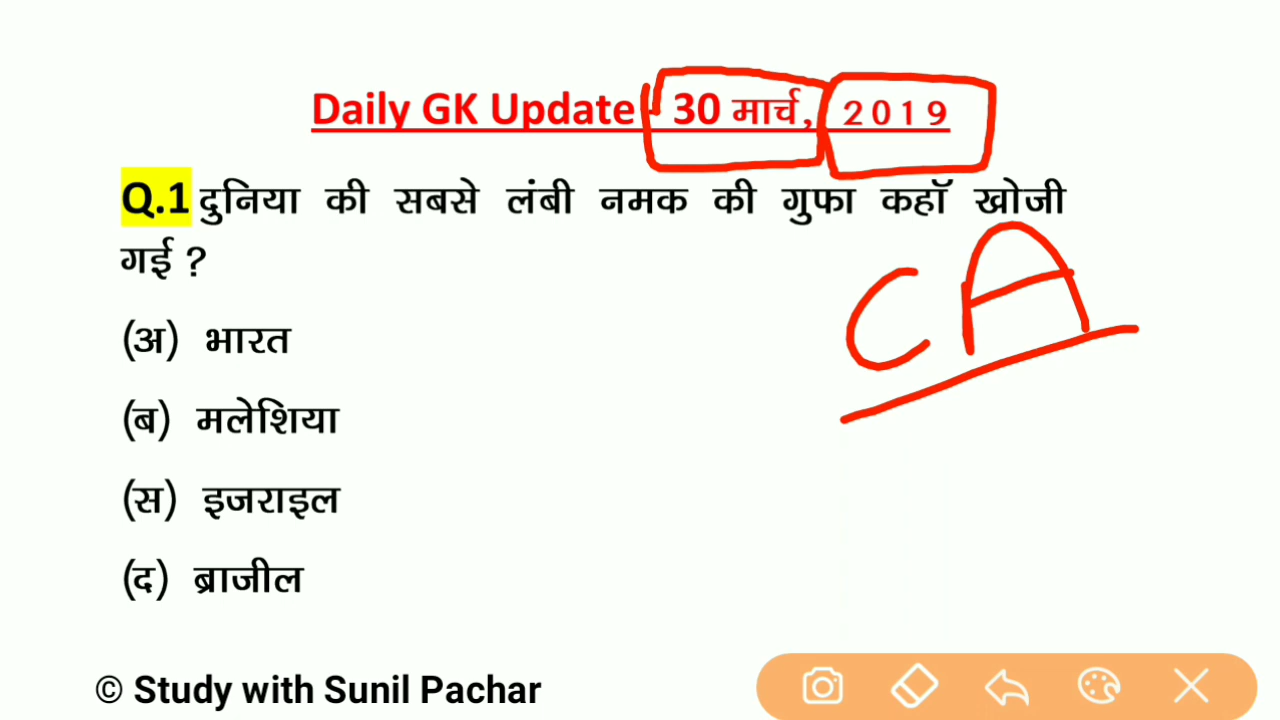 Daily GK Update - 30 मार्च, 2019
Q.1 दुनिया की सबसे लंबी नमक की गुफा कहॉ खोजी
गई ?
CA
(अ) भारत
(ब) मलेशिया
(स) इजराइल
(द) ब्राजील
© Study with Sunil Pachar